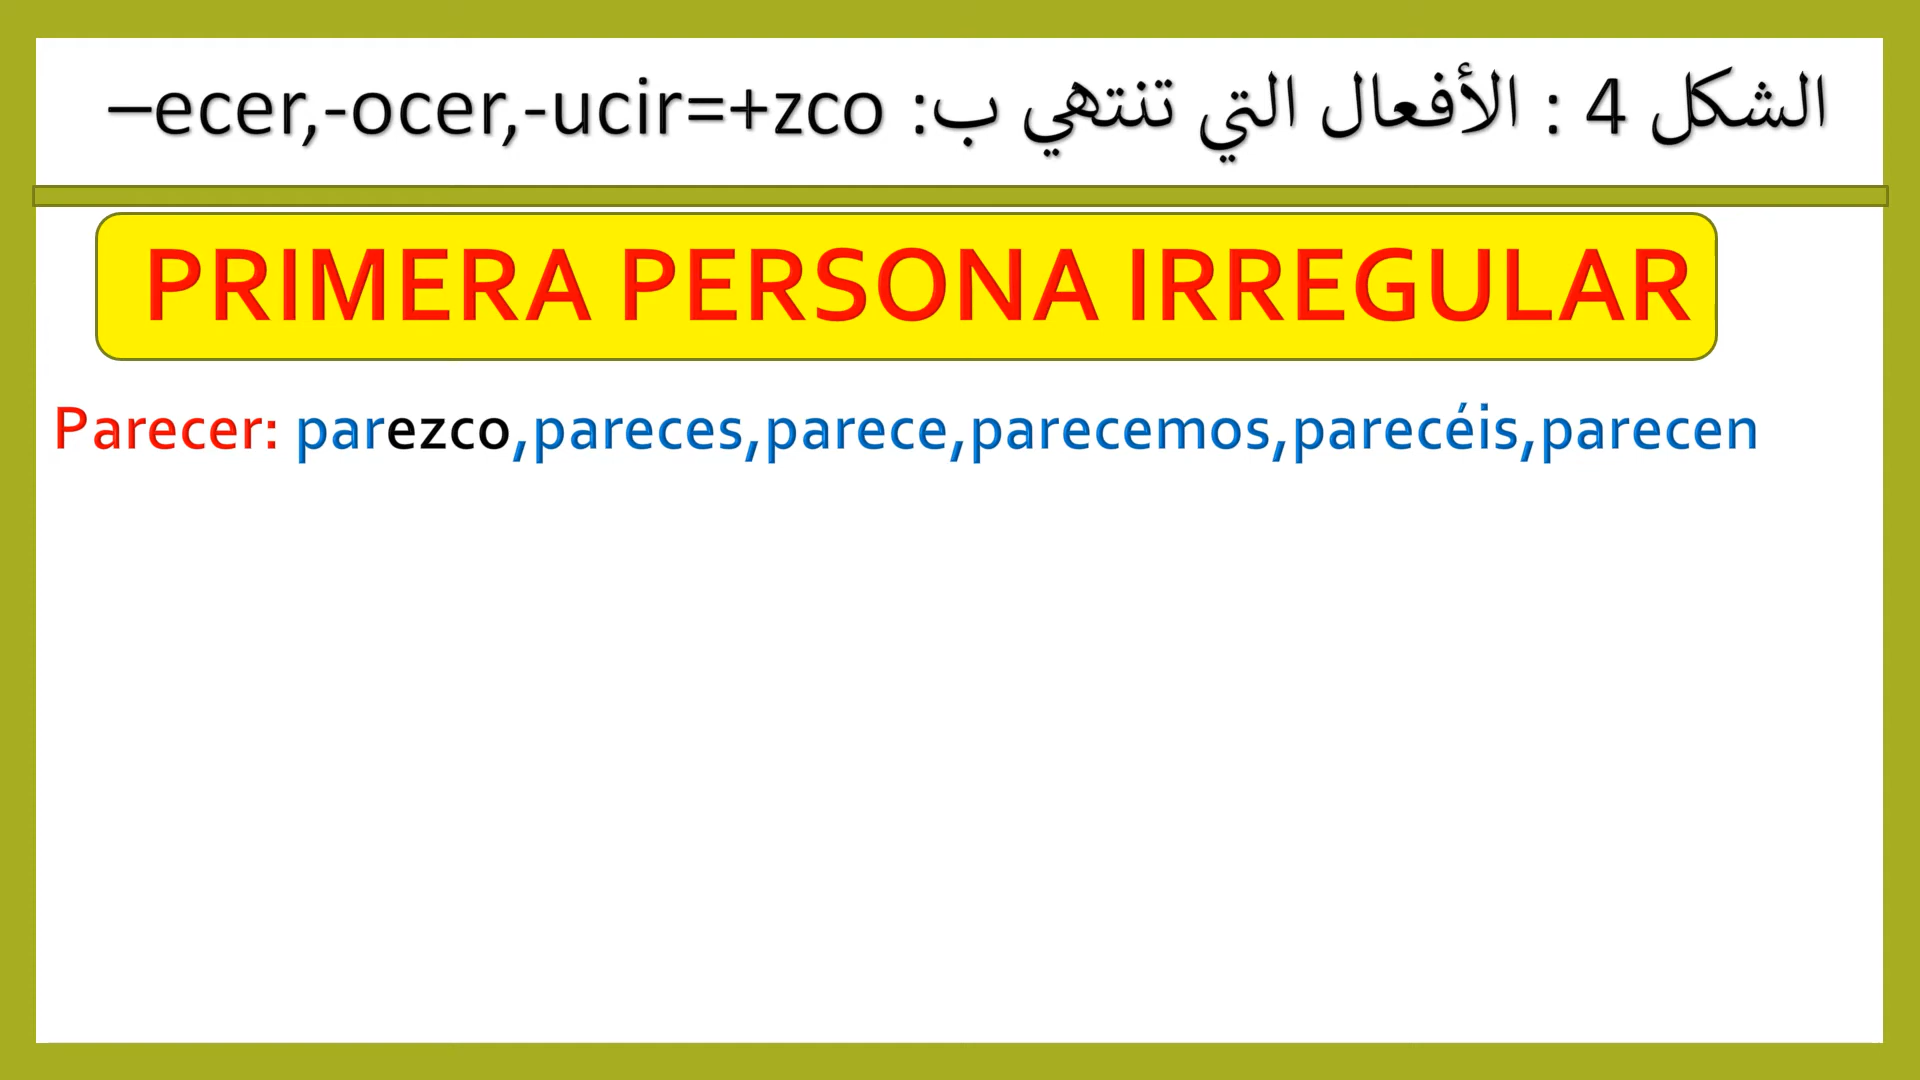 الشكل 4 : الأفعال التي تنتهي ب: –ecer,-ocer,-ucir=+zco
PRIMERA PERSONA IRREGULAR
Parecer: parezco,pareces,parece,parecemos,parecéis,parecen